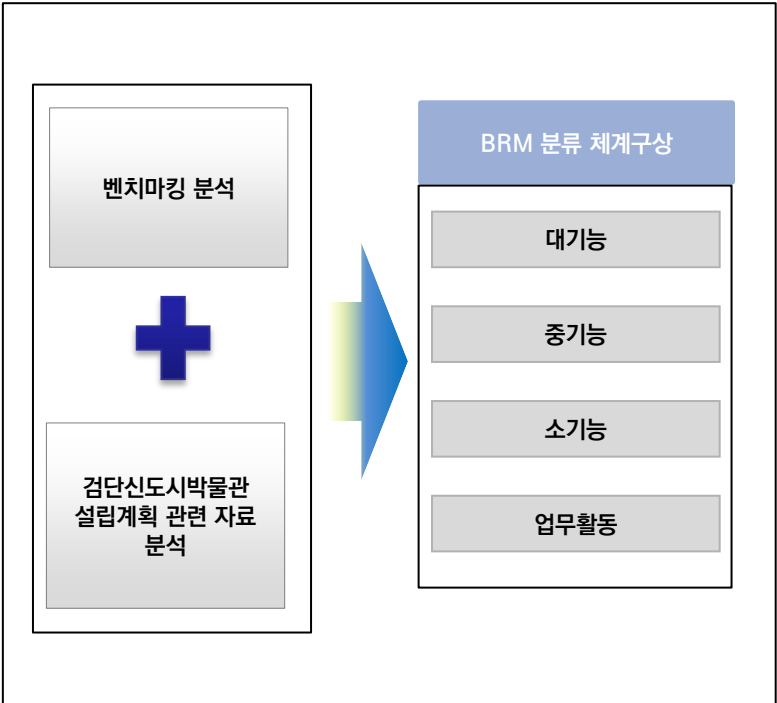 벤치마킹 분석
검단신도시박물관
설립계획 관련 자료
분석
BRM 분류 체계구상
대기능
중기능
소기능
업무활동